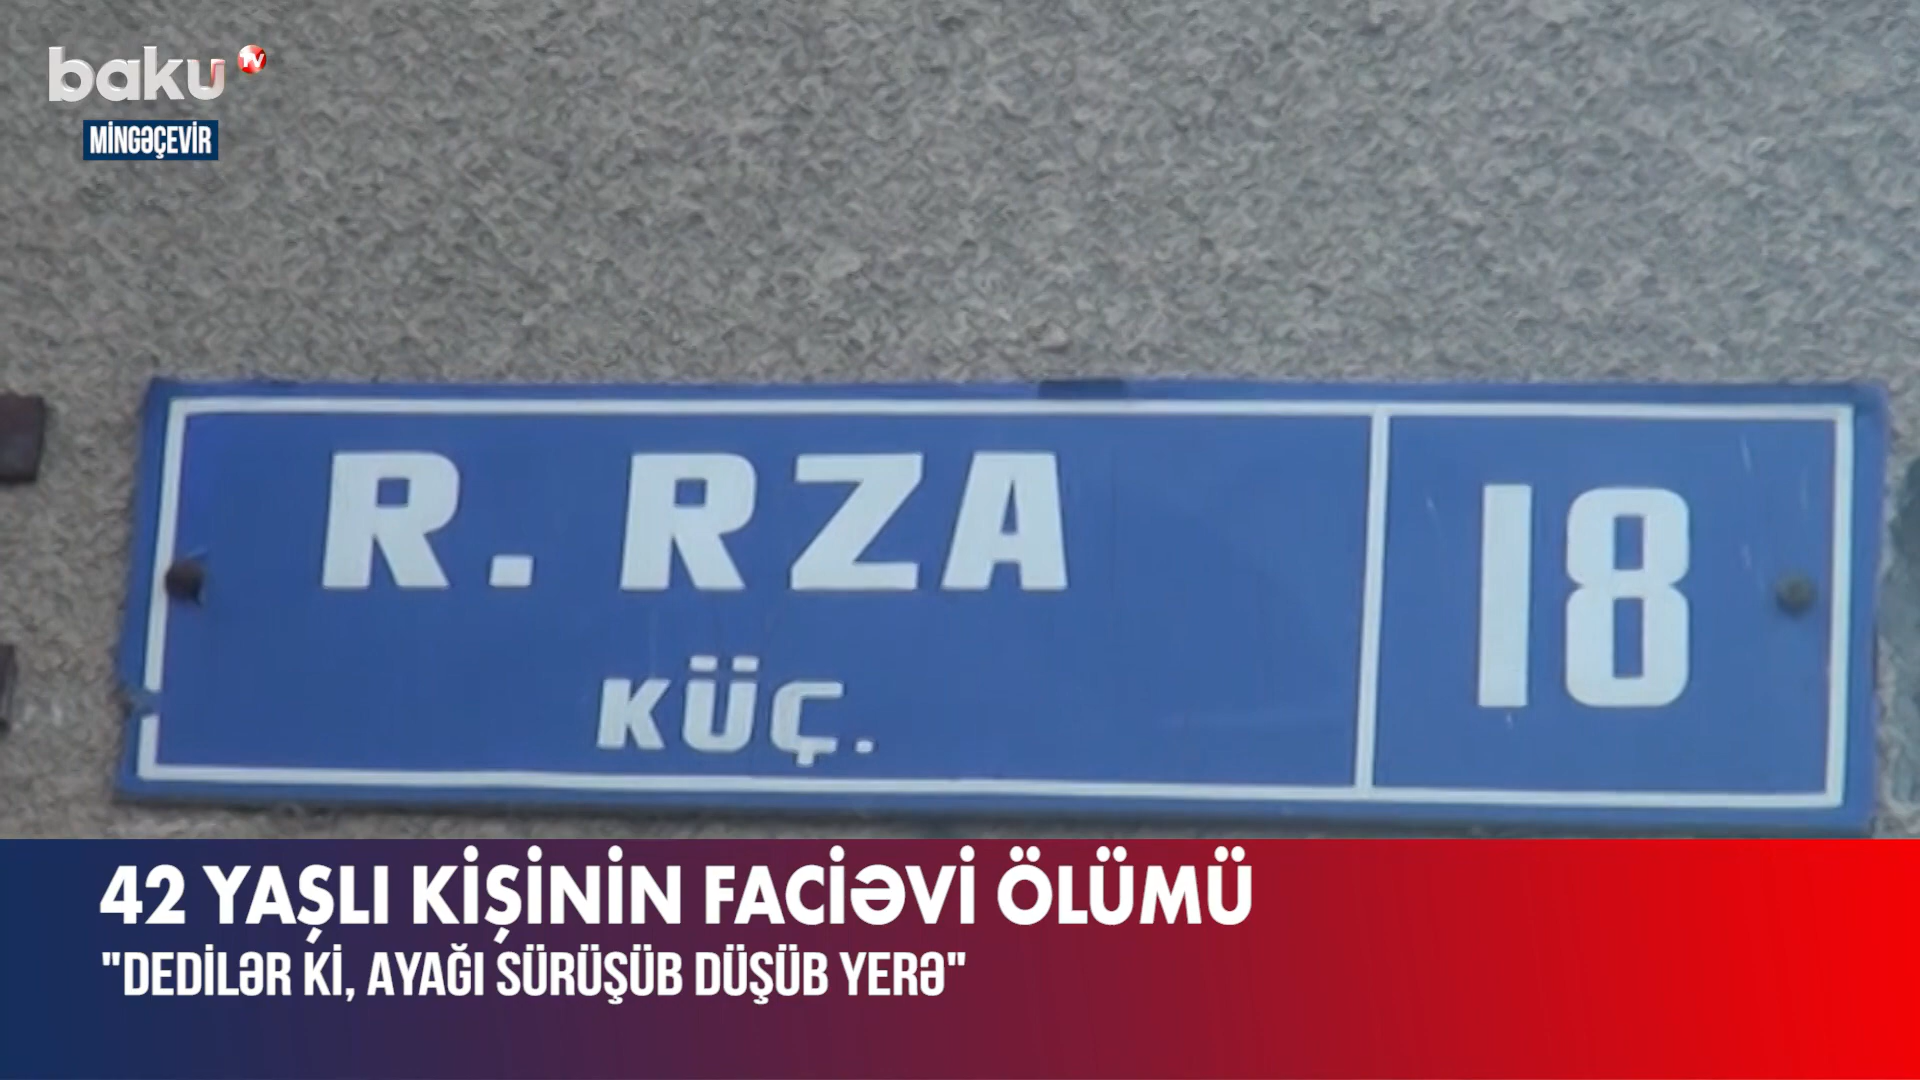 baku TV
MİNGƏÇEVİR
R. RZA
KÜÇ.
18
42 YAŞLI KİŞİNİN FACİƏVİ ÖLÜMÜ
"DEDİLƏR Kİ, AYAĞI SÜRÜŞÜB DÜŞÜB YERƏ"